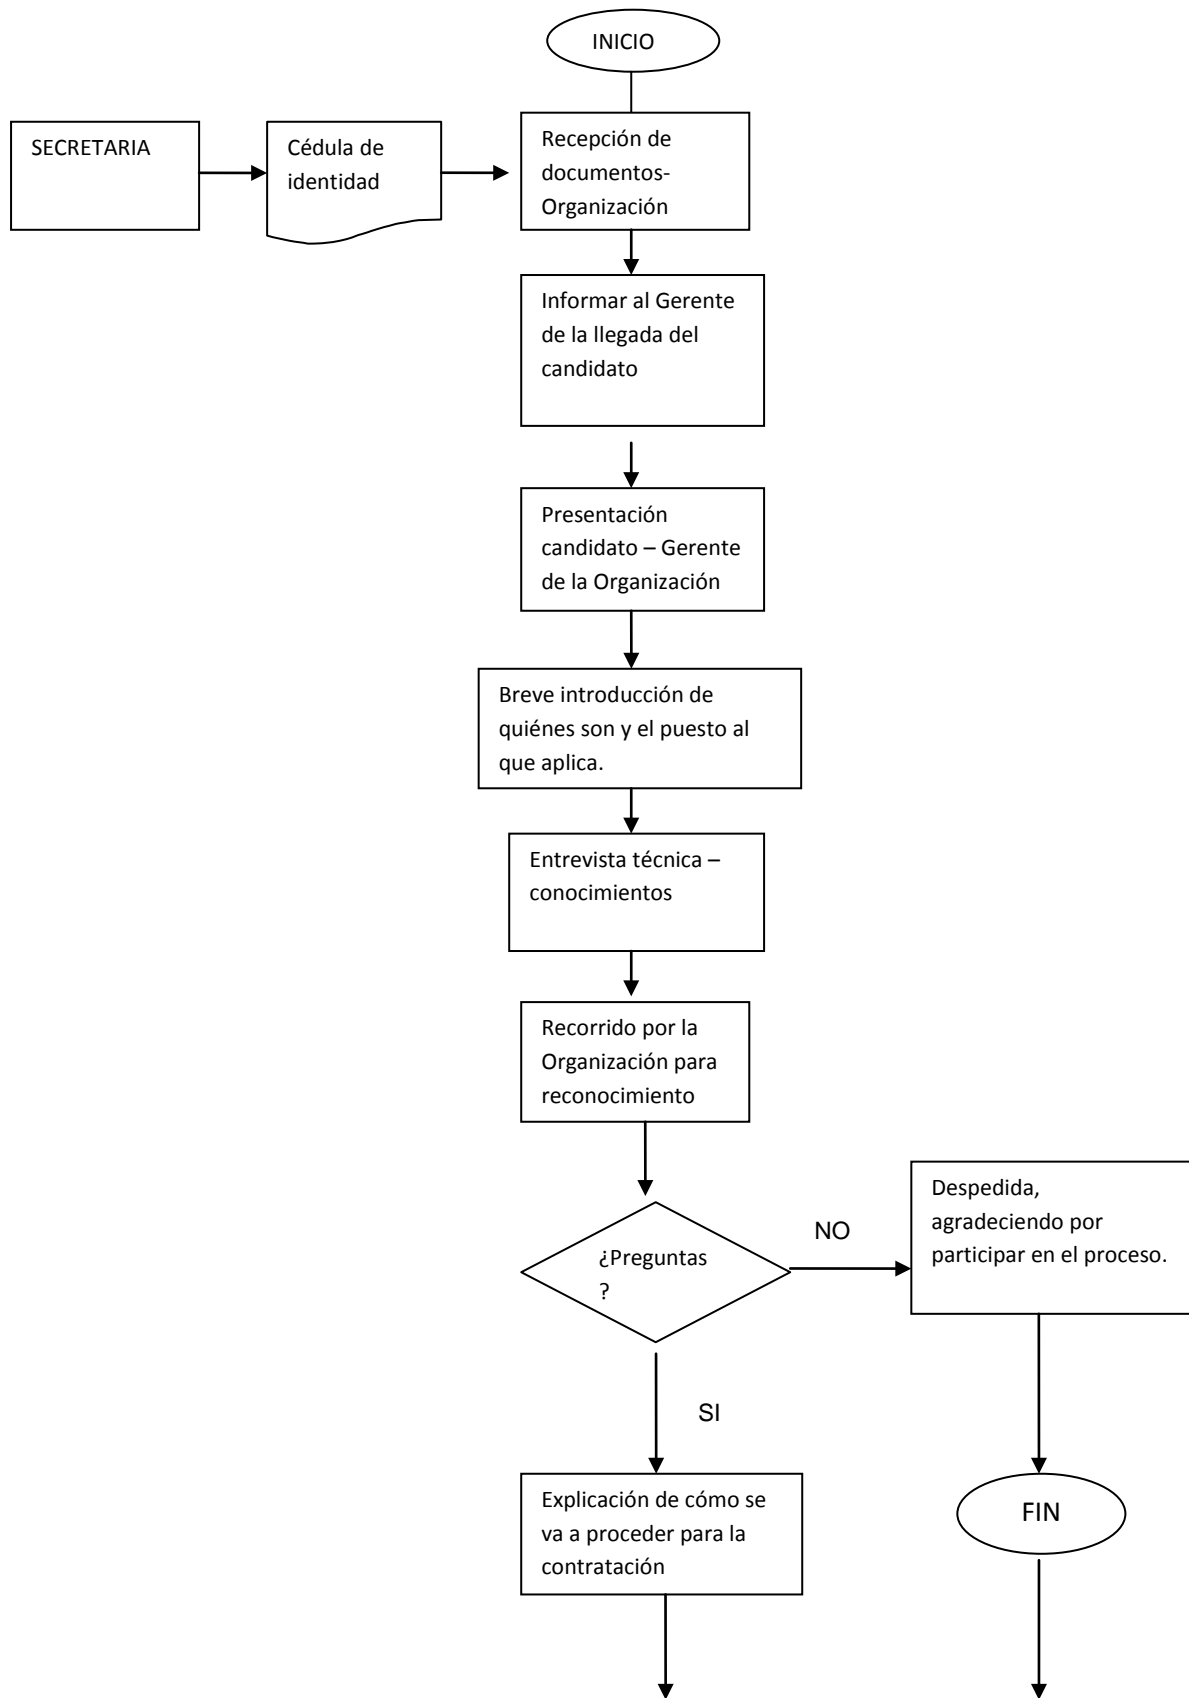 INICIO
SECRETARIA
Cédula de
identidad
Recepción de
documentos-
Organización
Informar al Gerente
de la llegada del
candidato
Presentación
candidato – Gerente
de la Organización
Breve introducción de
quiénes son y el puesto al
que aplica.
Entrevista técnica –
conocimientos
Recorrido por la
Organización para
reconocimiento
¿Preguntas
?
NO
Despedida,
agradeciendo por
participar en el proceso.
SI
Explicación de cómo se
va a proceder para la
contratación
FIN